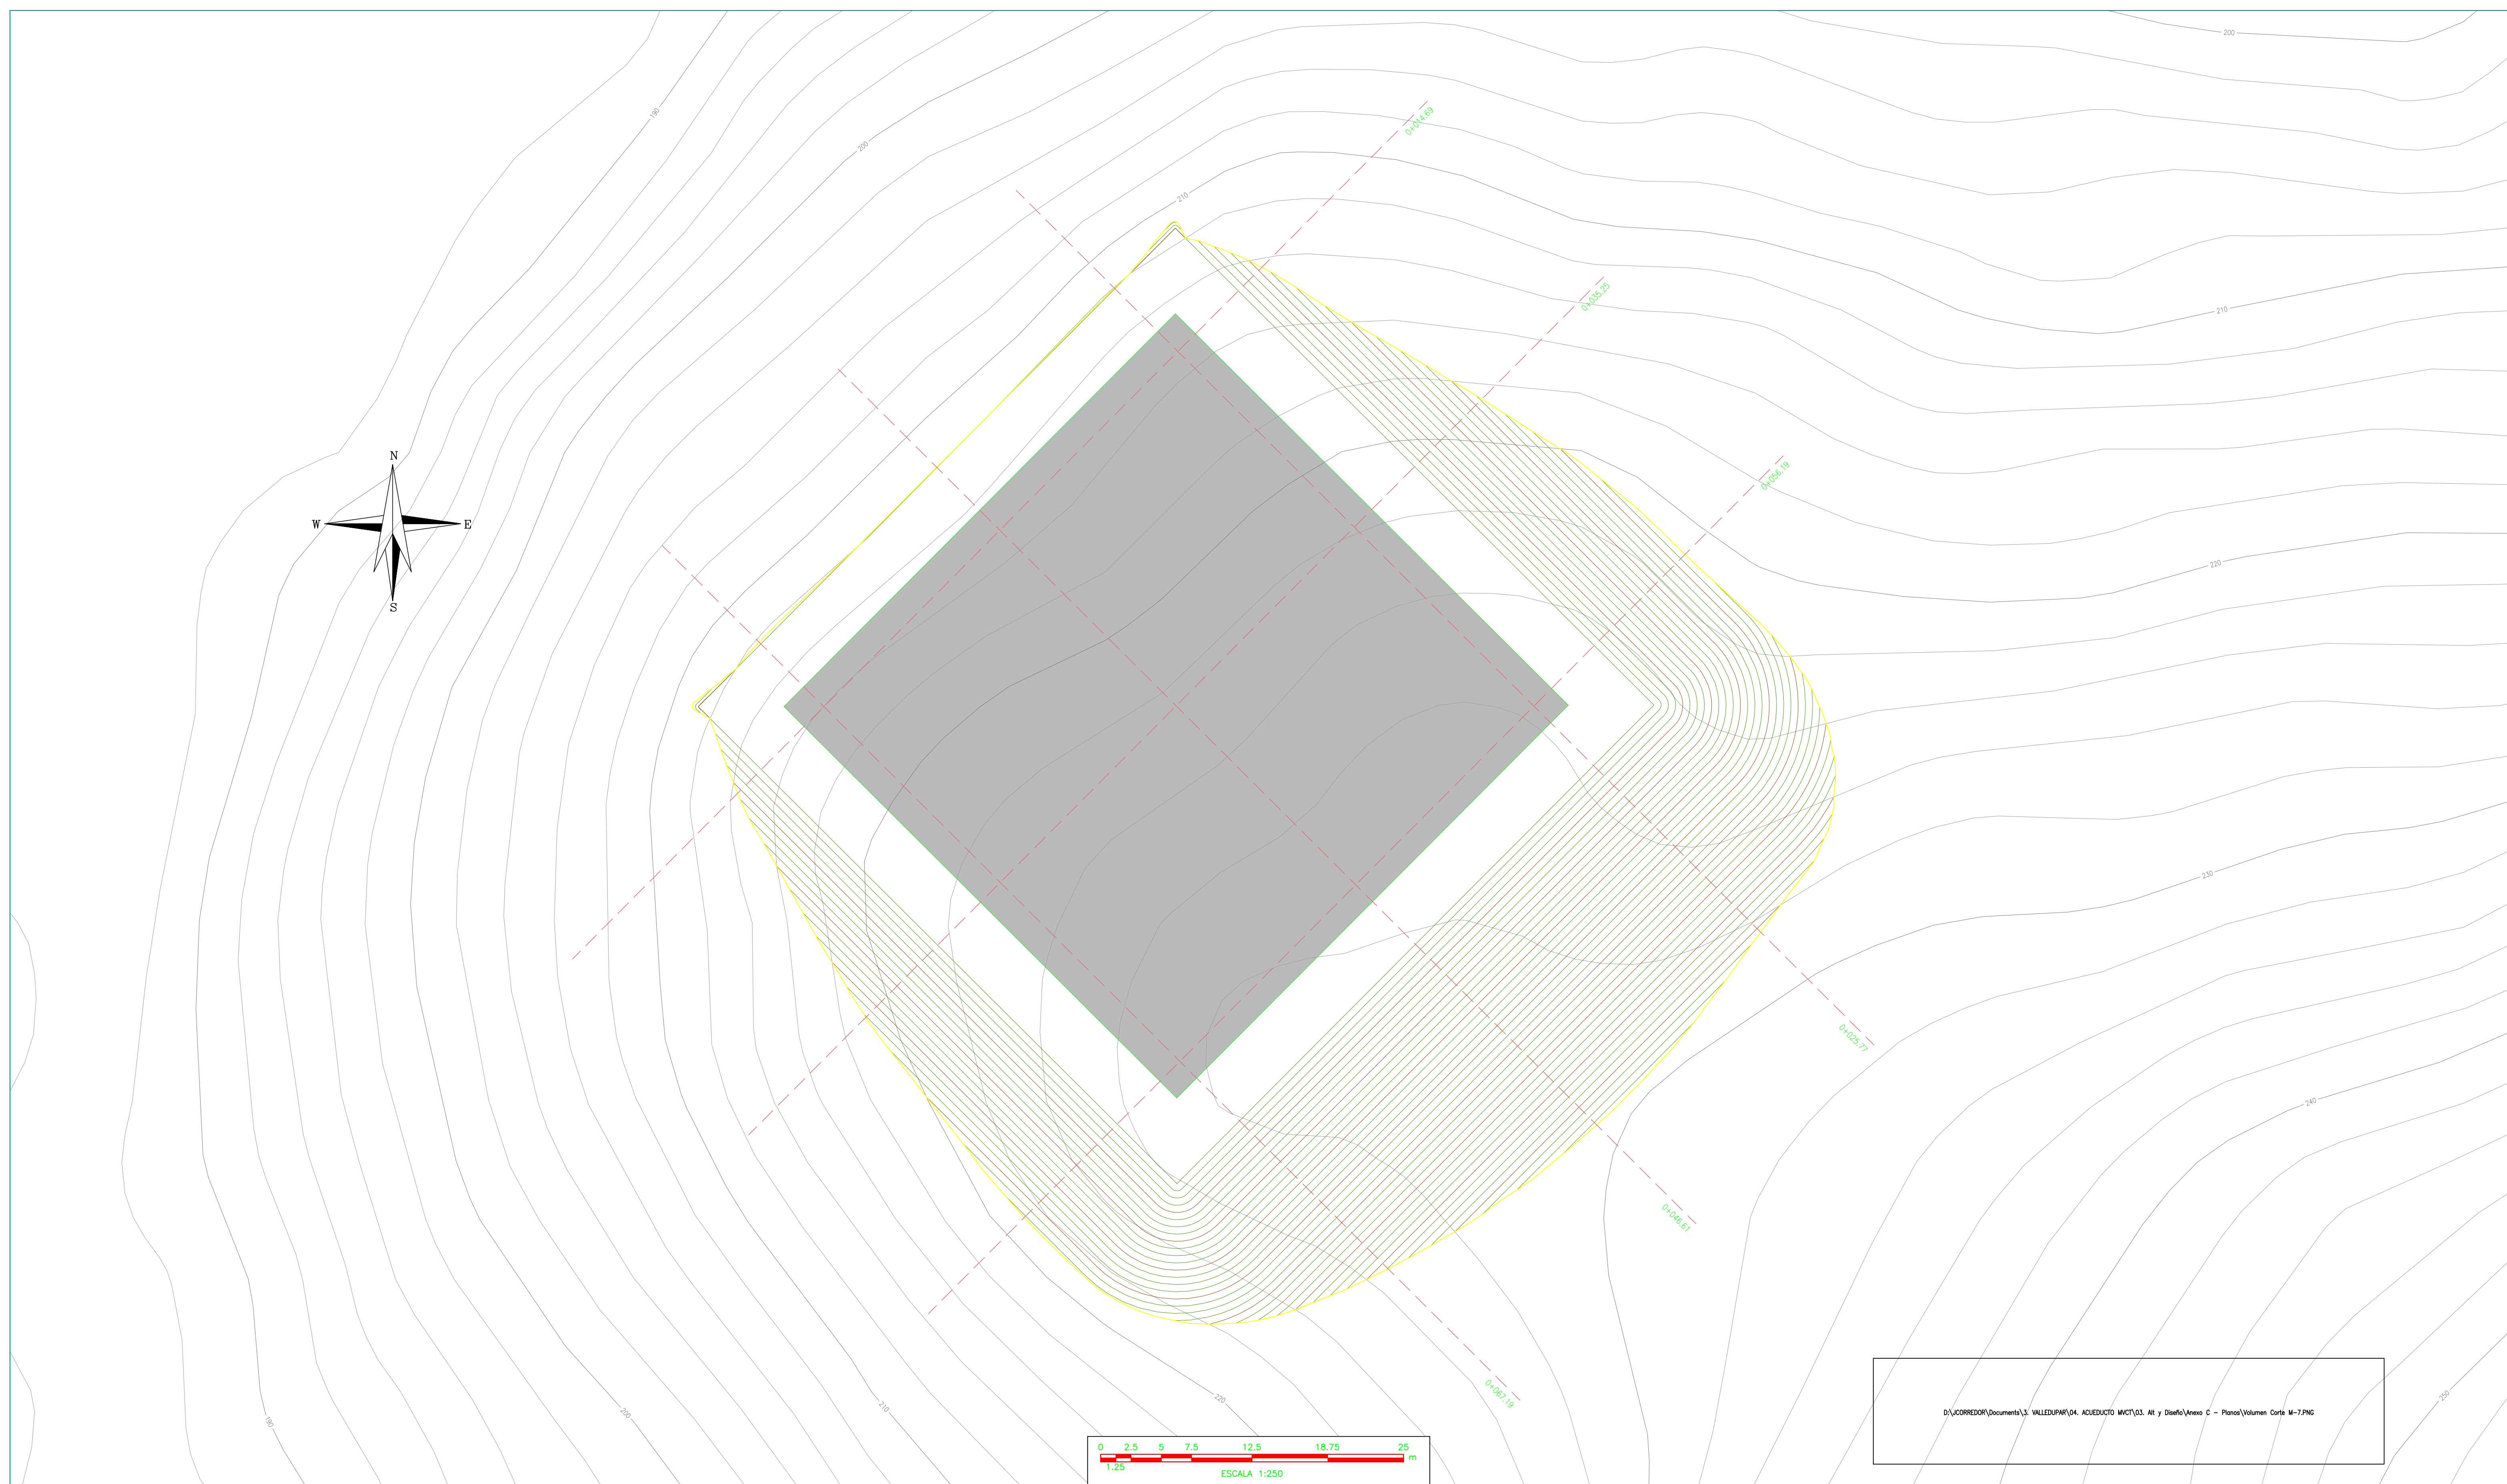 200
190
200
0+014.69
210
0+035.25
210
N
W E
S
0+056.19
220
230
0+025.77
240
0+046.61
0+067.19
220
210
200
190
250
D:\JCORREDOR\Documents\3. VALLEDUPAR\04. ACUEDUCTO MVCT\03. Alt y Diseño\Anexo C - Planos\Volumen Corte M-7.PNG
0 2.5 5 7.5 12.5 18.75 25
m
1.25
ESCALA 1:250